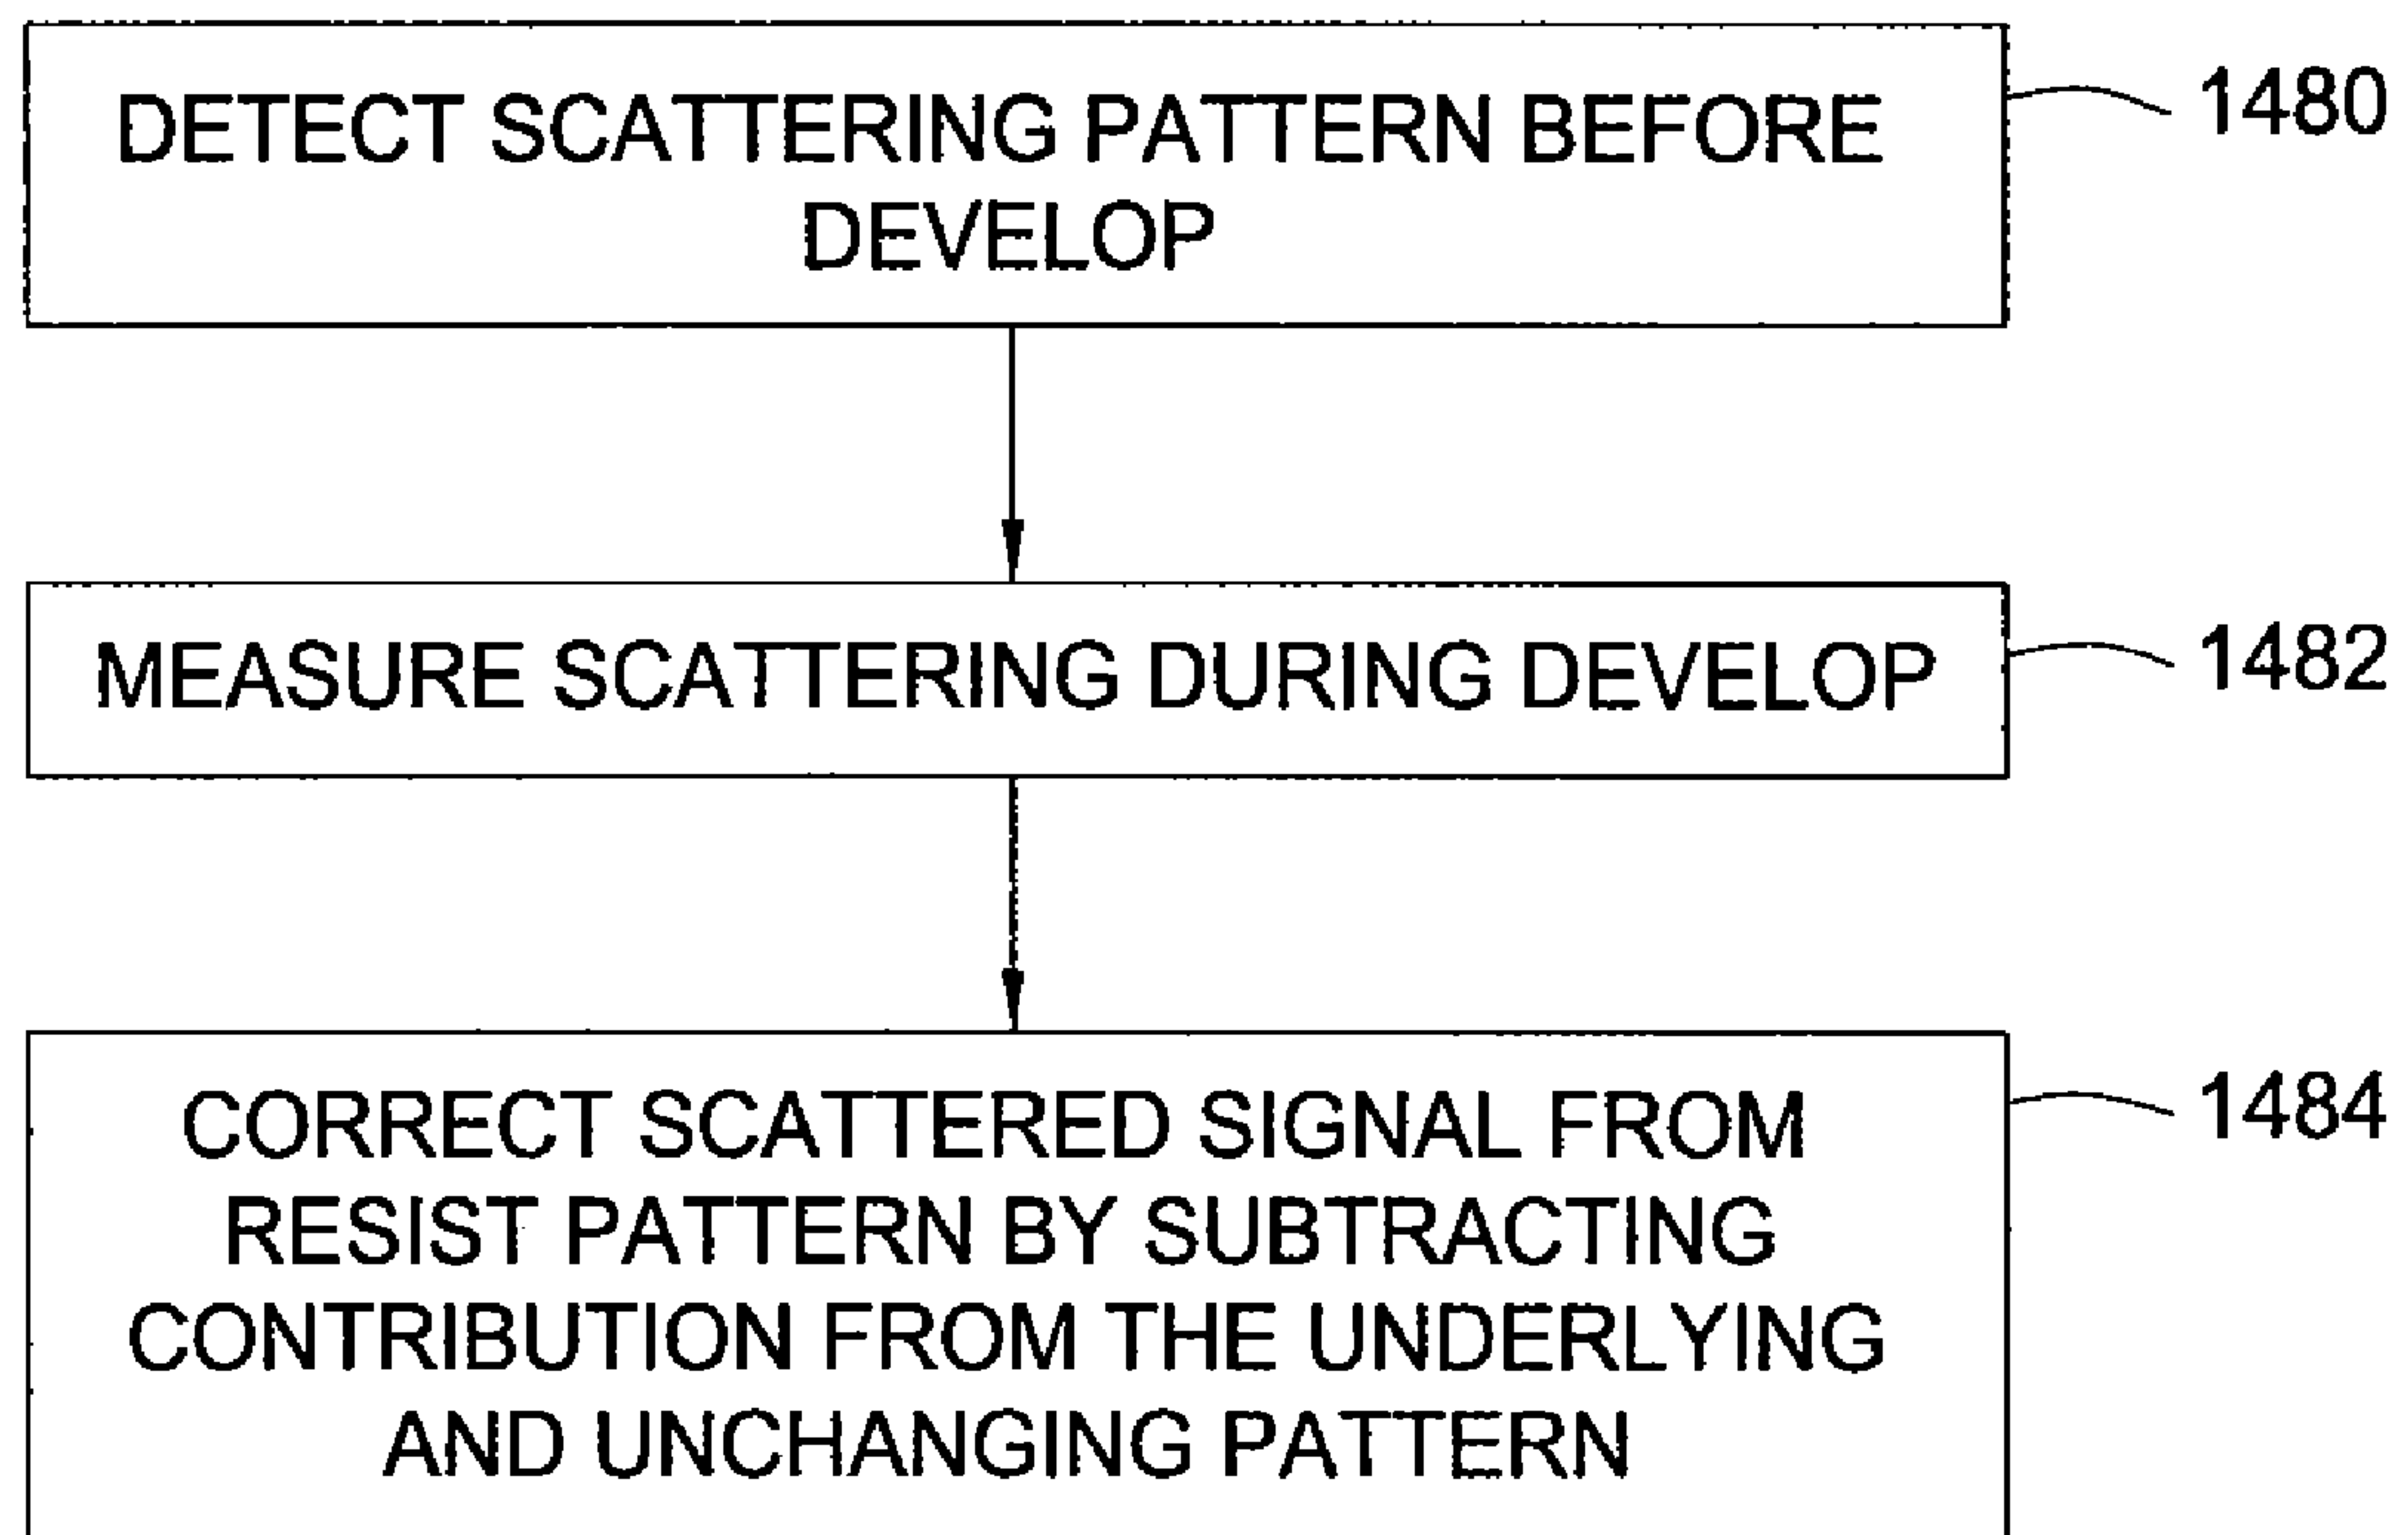 DETECT SCATTERING PATTERN BEFORE
DEVELOP
1480
MEASURE SCATTERING DURING DEVELOP
1482
CORRECT SCATTERED SIGNAL FROM
RESIST PATTERN BY SUBTRACTING
CONTRIBUTION FROM THE UNDERLYING
AND UNCHANGING PATTERN
1484